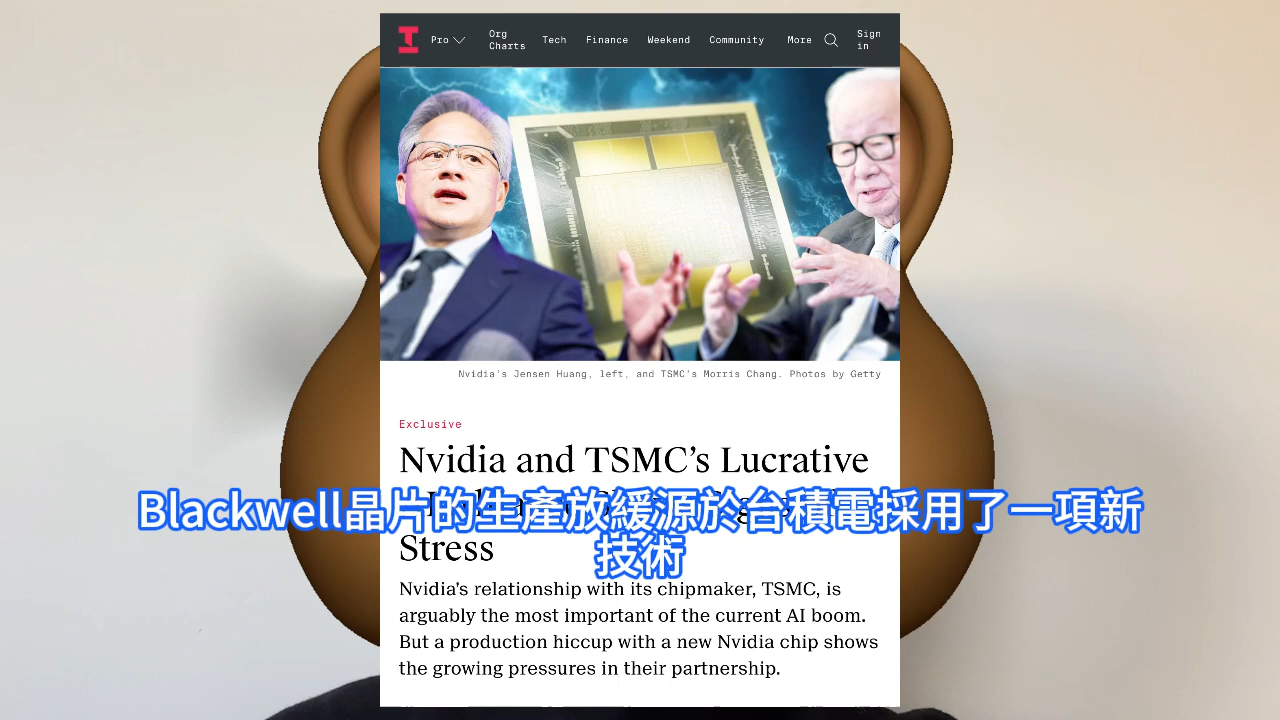 Pro
Org Charts
Tech
Finance
Weekend
Community
More
Sign in
Nvidia's Jensen Huang, left, and TSMC's Morris Chang. Photos by Getty
Exclusive
Nvidia and TSMC’s Lucrative
Stress
Blackwell晶片的生產放緩源於台積電採用了一項新
技術
Nvidia’s relationship with its chipmaker, TSMC, is
arguably the most important of the current AI boom.
But a production hiccup with a new Nvidia chip shows
the growing pressures in their partnership.